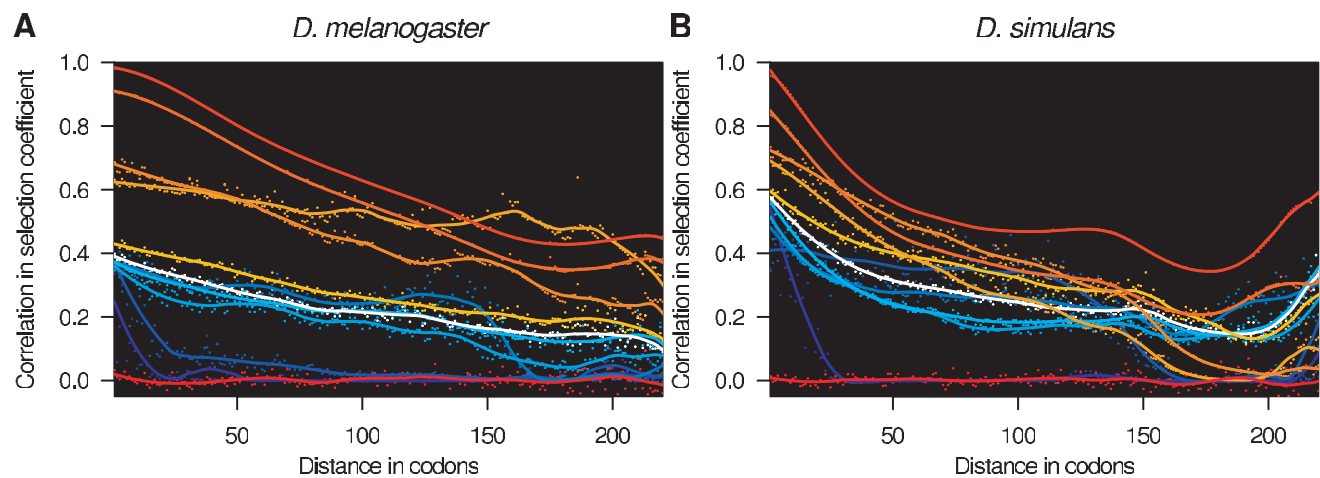 A
D. melanogaster
Correlation in selection coefficient
1.0
0.8
0.6
0.4
0.2
0.0
50
100
150
200
Distance in codons
B
D. simulans
Correlation in selection coefficient
1.0
0.8
0.6
0.4
0.2
0.0
50
100
150
200
Distance in codons